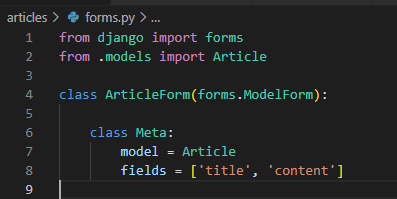 articles > forms.py > ...
1 from django import forms
2 from .models import Article
3
4 class ArticleForm(forms.ModelForm):
5
6     class Meta:
7         model = Article
8         fields = ['title', 'content']
9